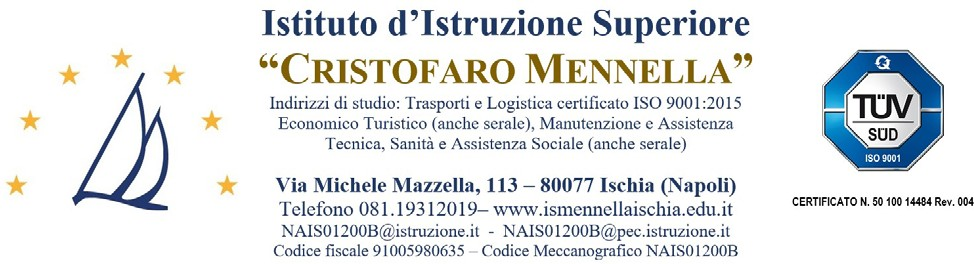 Istituto d'Istruzione Superiore
“CRISTOFARO MENNELLA”
Indirizzi di studio: Trasporti e Logistica certificato ISO 9001:2015
Economico Turistico (anche serale), Manutenzione e Assistenza
Tecnica, Sanità e Assistenza Sociale (anche serale)
Via Michele Mazzella, 113 – 80077 Ischia (Napoli)
Telefono 081.19312019– www.ismennellaischia.edu.it
NAIS01200B@istruzione.it - NAIS01200B@pec.istruzione.it
Codice fiscale 91005980635 – Codice Meccanografico NAIS01200B
TÜV
SÜD
ISO 9001
CERTIFICATO N. 50 100 14484 Rev. 004